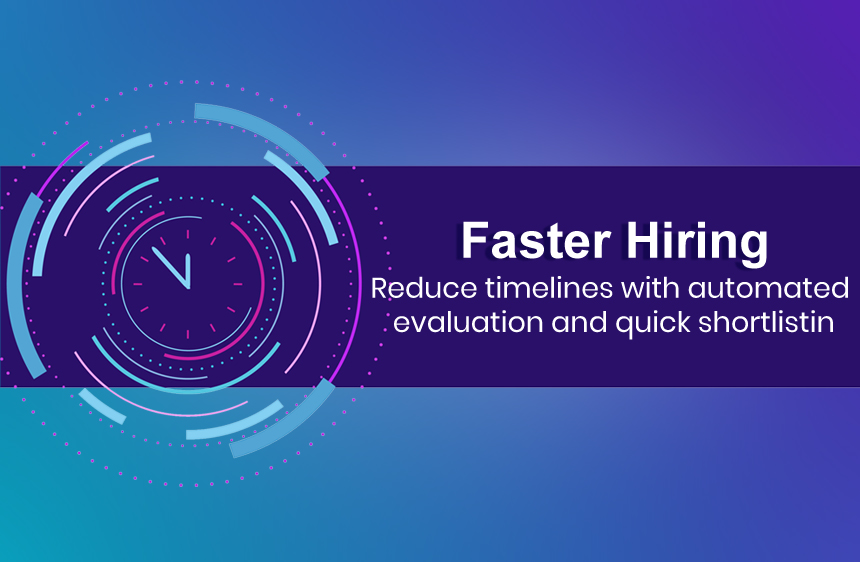 Faster Hiring
Reduce timelines with automated
evaluation and quick shortlistin